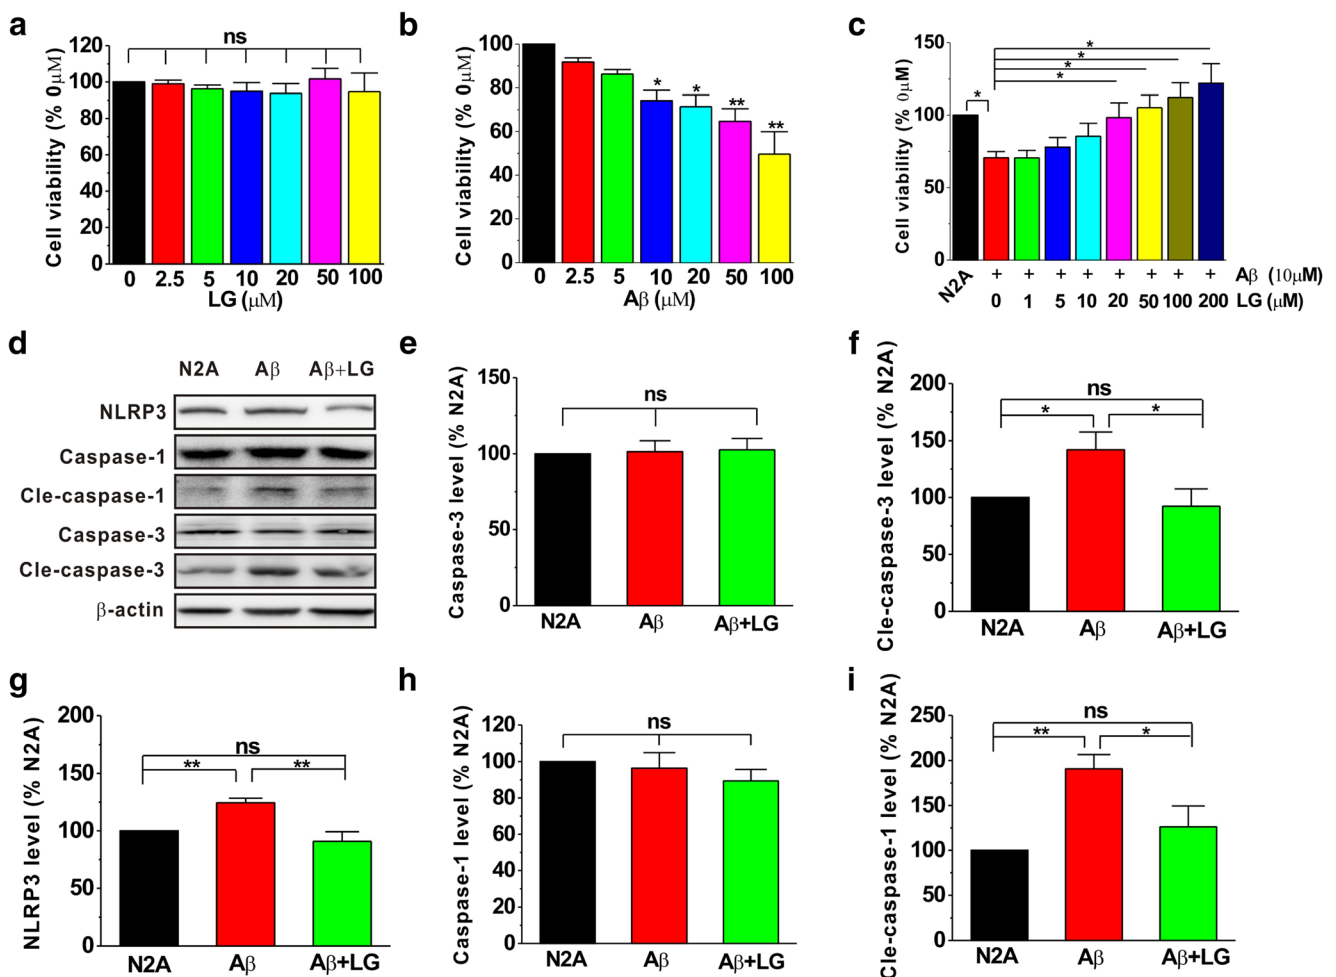 a
Cell viability (% 0μM)
120
100
80
60
40
20
0
ns
0 2.5 5 10 20 50 100
LG (μM)
b
Cell viability (% 0μM)
100
80
60
40
20
0
* * ** **
0 2.5 5 10 20 50 100
Aβ (μM)
c
Cell viability (% 0μM)
150
100
50
0
*
*
*
*
*
N2A
+ + + + + + + + Aβ (10μM)
0 1 5 10 20 50 100 200 LG (μM)
d
N2A Aβ Aβ+LG
NLRP3
Caspase-1
Cle-caspase-1
Caspase-3
Cle-caspase-3
β-actin
e
Caspase-3 level (% N2A)
150
100
50
0
ns
N2A Aβ Aβ+LG
f
Cle-caspase-3 level (% N2A)
200
150
100
50
0
ns
* *
N2A Aβ Aβ+LG
g
NLRP3 level (% N2A)
200
150
100
50
0
ns
** **
N2A Aβ Aβ+LG
h
Caspase-1 level (% N2A)
120
100
80
60
40
20
0
ns
N2A Aβ Aβ+LG
i
Cle-caspase-1 level (% N2A)
250
200
150
100
50
0
ns
** *
N2A Aβ Aβ+LG